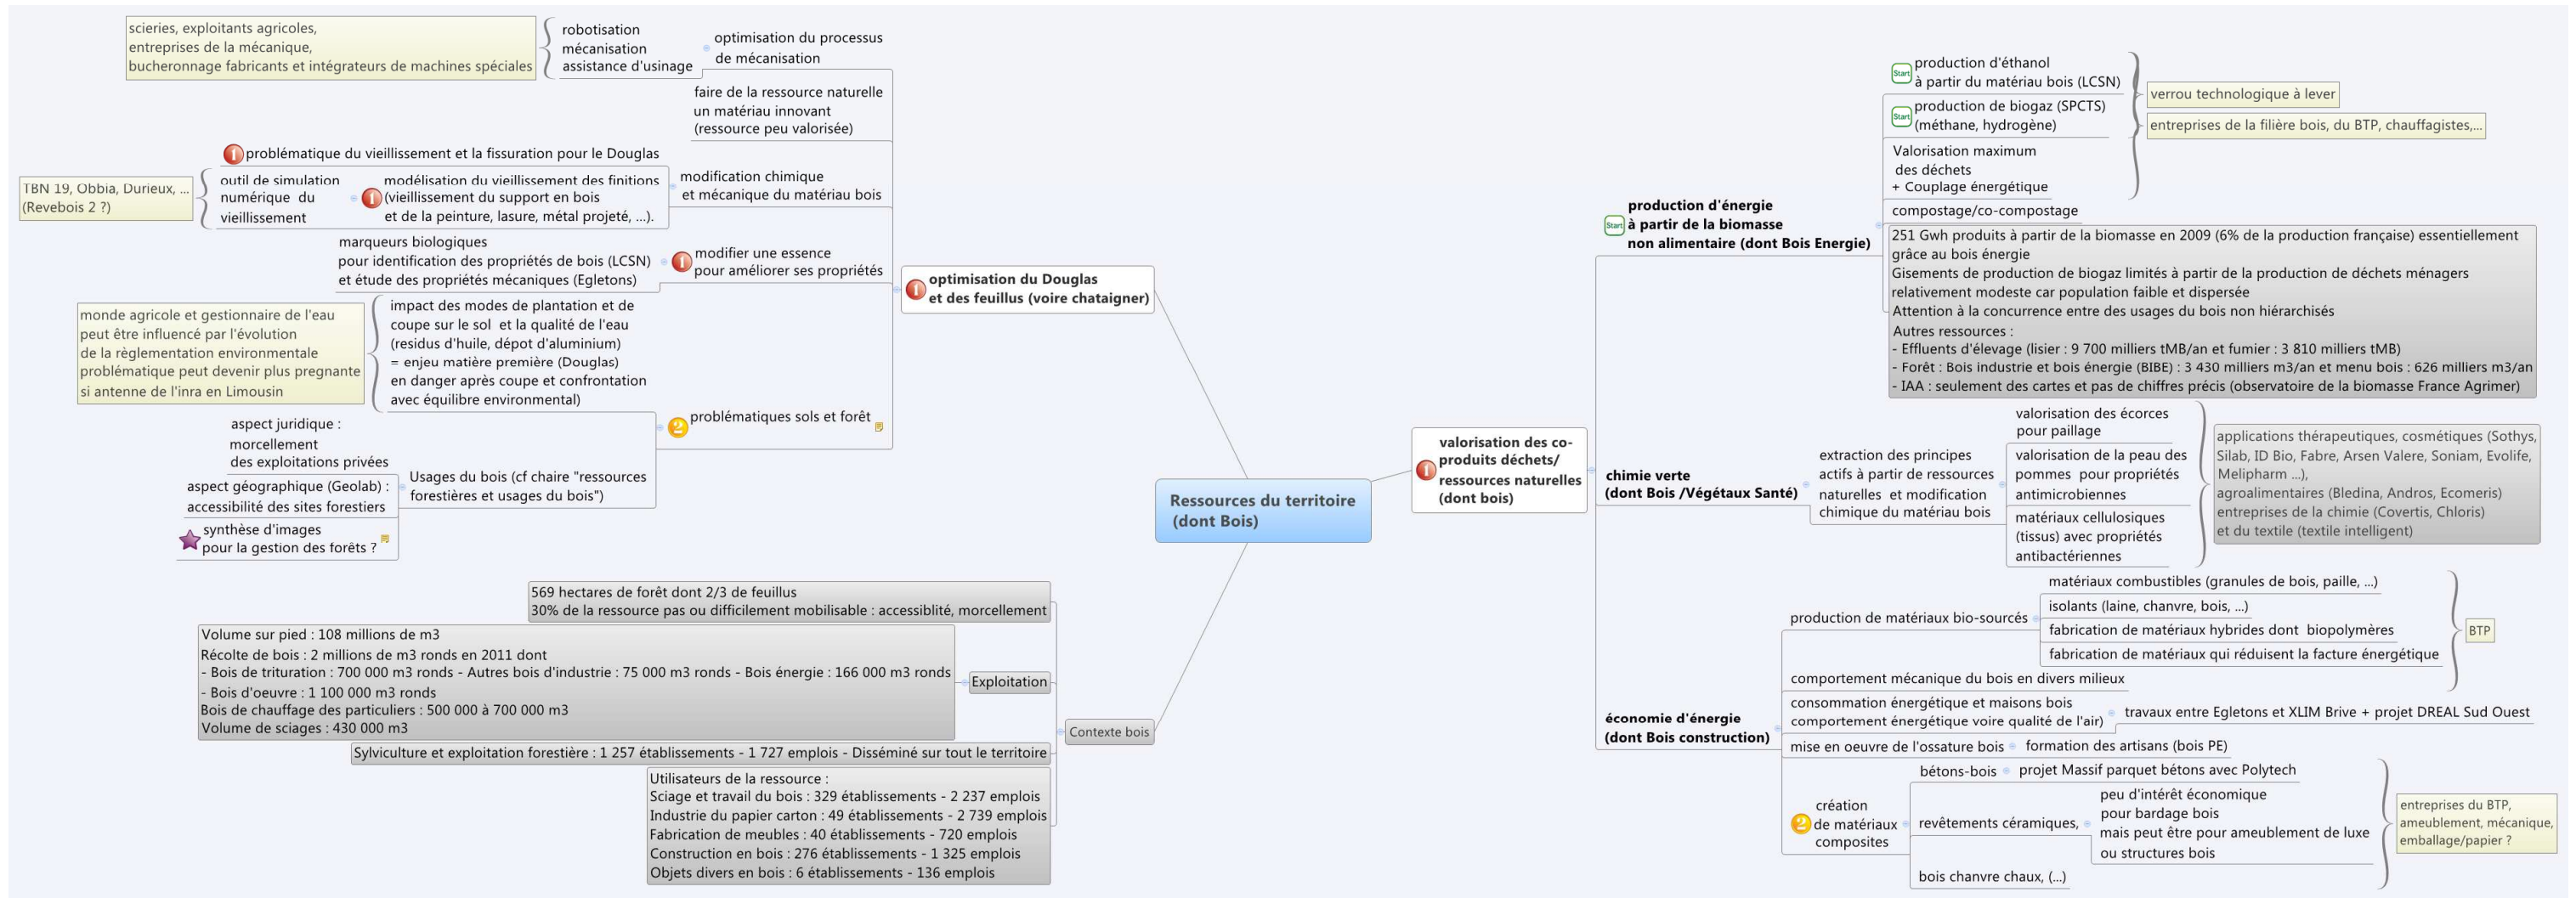 scieries, exploitants agricoles,
entreprises de la mécanique,
bucheronnage fabricants et intégrateurs de machines spéciales
robotisation
mécanisation
assistance d'usinage
optimisation du processus
de mécanisation
faire de la ressource naturelle
un matériau innovant
(ressource peu valorisée)
1 problématique du vieillissement et la fissuration pour le Douglas
TBN 19, Obbia, Durieux, ...
(Revebois 2 ?)
outil de simulation
numérique du
vieillissement
1
modélisation du vieillissement des finitions
(vieillissement du support en bois
et de la peinture, lasure, métal projeté, ...).
modification chimique
et mécanique du matériau bois
marqueurs biologiques
pour identification des propriétés de bois (LCSN)
et étude des propriétés mécaniques (Egletons)
1
modifier une essence
pour améliorer ses propriétés
monde agricole et gestionnaire de l'eau
peut être influencé par l'évolution
de la règlementation environmentale
problématique peut devenir plus pregnante
si antenne de l'inra en Limousin
impact des modes de plantation et de
coupe sur le sol et la qualité de l'eau
(residus d'huile, dépot d'aluminium)
= enjeu matière première (Douglas)
en danger après coupe et confrontation
avec équilibre environmental)
2 problématiques sols et forêt
aspect juridique :
morcellement
des exploitations privées
aspect géographique (Geolab) :
accessibilité des sites forestiers
synthèse d'images
pour la gestion des forêts ?
Usages du bois (cf chaire "ressources
forestières et usages du bois")
1
optimisation du Douglas
et des feuillus (voire chataigner)
Ressources du territoire
(dont Bois)
569 hectares de forêt dont 2/3 de feuillus
30% de la ressource pas ou difficilement mobilisable : accessiblité, morcellement
Volume sur pied : 108 millions de m3
Récolte de bois : 2 millions de m3 ronds en 2011 dont
- Bois de trituration : 700 000 m3 ronds - Autres bois d'industrie : 75 000 m3 ronds - Bois énergie : 166 000 m3 ronds
- Bois d'oeuvre : 1 100 000 m3 ronds
Bois de chauffage des particuliers : 500 000 à 700 000 m3
Volume de sciages : 430 000 m3
Exploitation
Sylviculture et exploitation forestière : 1 257 établissements - 1 727 emplois - Disséminé sur tout le territoire
Utilisateurs de la ressource :
Sciage et travail du bois : 329 établissements - 2 237 emplois
Industrie du papier carton : 49 établissements - 2 739 emplois
Fabrication de meubles : 40 établissements - 720 emplois
Construction en bois : 276 établissements - 1 325 emplois
Objets divers en bois : 6 établissements - 136 emplois
Contexte bois
1
valorisation des co-
produits déchets/
ressources naturelles
(dont bois)
Start
production d'énergie
à partir de la biomasse
non alimentaire (dont Bois Energie)
Start
production d'éthanol
à partir du matériau bois (LCSN)
Start
production de biogaz (SPCTS)
(méthane, hydrogène)
Valorisation maximum
des déchets
+ Couplage énergétique
verrou technologique à lever
entreprises de la filière bois, du BTP, chauffagistes,...
compostage/co-compostage
251 Gwh produits à partir de la biomasse en 2009 (6% de la production française) essentiellement
grâce au bois énergie
Gisements de production de biogaz limités à partir de la production de déchets ménagers
relativement modeste car population faible et dispersée
Attention à la concurrence entre des usages du bois non hiérarchisés
Autres ressources :
- Effluents d'élevage (lisier : 9 700 milliers tMB/an et fumier : 3 810 milliers tMB)
- Forêt : Bois industrie et bois énergie (BIBE) : 3 430 milliers m3/an et menu bois : 626 milliers m3/an
- IAA : seulement des cartes et pas de chiffres précis (observatoire de la biomasse France Agrimer)
chimie verte
(dont Bois /Végétaux Santé)
extraction des principes
actifs à partir de ressources
naturelles et modification
chimique du matériau bois
valorisation des écorces
pour paillage
valorisation de la peau des
pommes pour propriétés
antimicrobiennes
matériaux cellulosiques
(tissus) avec propriétés
antibactériennes
applications thérapeutiques, cosmétiques (Sothys,
Silab, ID Bio, Fabre, Arsen Valere, Soniam, Evolife,
Melipharm ...),
agroalimentaires (Bledina, Andros, Ecomeris)
entreprises de la chimie (Covertis, Chloris)
et du textile (textile intelligent)
économie d'énergie
(dont Bois construction)
production de matériaux bio-sourcés
matériaux combustibles (granules de bois, paille, ...)
isolants (laine, chanvre, bois, ...)
fabrication de matériaux hybrides dont biopolymères
fabrication de matériaux qui réduisent la facture énergétique
BTP
comportement mécanique du bois en divers milieux
consommation énergétique et maisons bois
comportement énergétique voire qualité de l'air)
travaux entre Egletons et XLIM Brive + projet DREAL Sud Ouest
mise en oeuvre de l'ossature bois
formation des artisans (bois PE)
2
création
de matériaux
composites
bétons-bois
projet Massif parquet bétons avec Polytech
revêtements céramiques,
peu d'intérêt économique
pour bardage bois
mais peut être pour ameublement de luxe
ou structures bois
bois chanvre chaux, (...)
entreprises du BTP,
ameublement, mécanique,
emballage/papier ?